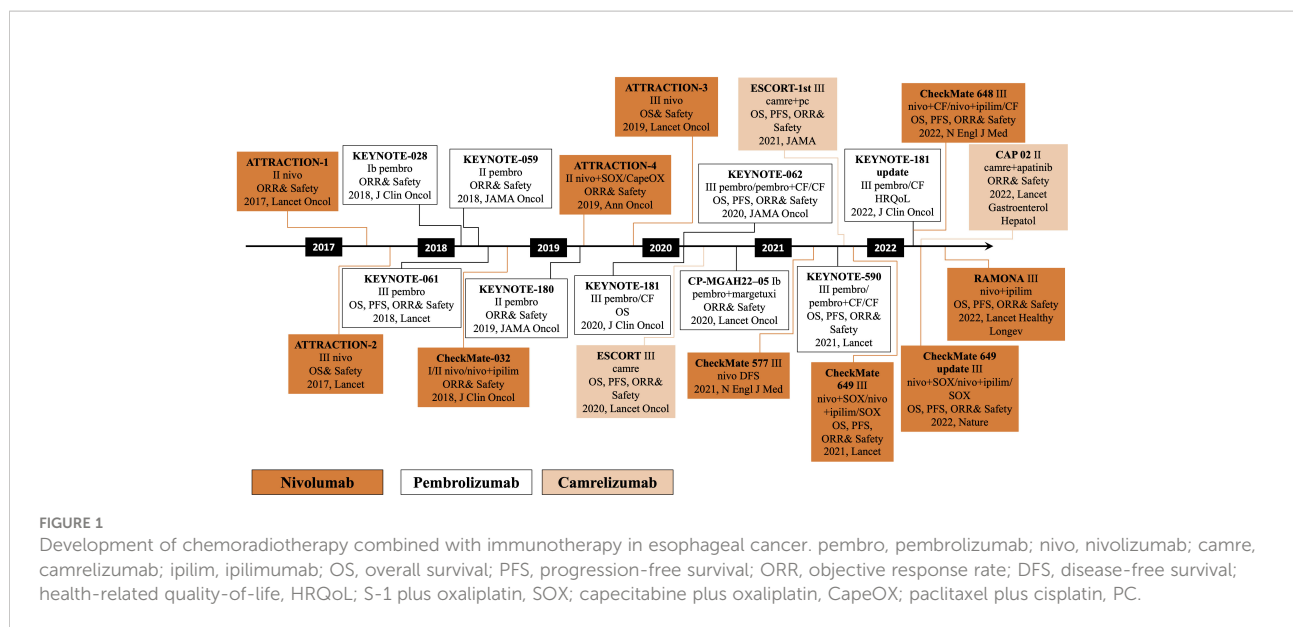 ATTRACTION-1
II nivo
ORR& Safety
2017, Lancet Oncol
KEYNOTE-028
Ib pembro
ORR& Safety
2018, J Clin Oncol
KEYNOTE-059
II pembro
ORR& Safety
2018, JAMA Oncol
ATTRACTION-4
II nivo+SOX/CapeOX
ORR& Safety
2019, Ann Oncol
ATTRACTION-3
III nivo
OS& Safety
2019, Lancet Oncol
KEYNOTE-062
III pembro/pembro+CF/CF
OS, PFS, ORR& Safety
2020, JAMA Oncol
ESCORT-1st III
camre+pc
OS, PFS, ORR&
Safety
2021, JAMA
KEYNOTE-181
update
III pembro/CF
HRQoL
2022, J Clin Oncol
CheckMate 648 III
nivo+CF/nivo+ipilim/CF
OS, PFS, ORR& Safety
2022, N Engl J Med
CAP 02 II
camre+apatinib
ORR& Safety
2022, Lancet
Gastroenterol
Hepatol
2017
2018
2019
2020
2021
2022
ATTRACTION-2
III nivo
OS& Safety
2017, Lancet
KEYNOTE-061
III pembro
OS, PFS, ORR& Safety
2018, Lancet
CheckMate-032
I/II nivo/nivo+ipilim
ORR& Safety
2018, J Clin Oncol
KEYNOTE-180
II pembro
ORR& Safety
2019, JAMA Oncol
KEYNOTE-181
III pembro/CF
OS
2020, J Clin Oncol
ESCORT III
camre
OS, PFS, ORR&
Safety
2020, Lancet Oncol
CP-MGAH22–05 Ib
pembro+margetuxi
ORR& Safety
2020, Lancet Oncol
CheckMate 577 III
nivo DFS
2021, N Engl J Med
KEYNOTE-590
III pembro/
pembro+CF/CF
OS, PFS, ORR&
Safety
2021, Lancet
CheckMate
649 III
nivo+SOX/nivo
+ipilim/SOX
OS, PFS,
ORR& Safety
2021, Lancet
CheckMate 649
update III
nivo+SOX/nivo+ipilim/
SOX
OS, PFS, ORR& Safety
2022, Nature
RAMONA III
nivo+ipilim
OS, PFS, ORR& Safety
2022, Lancet Healthy
Longev
Nivolumab
Pembrolizumab
Camrelizumab
FIGURE 1
Development of chemoradiotherapy combined with immunotherapy in esophageal cancer. pembro, pembrolizumab; nivo, nivolizumab; camre,
camrelizumab; ipilim, ipilimumab; OS, overall survival; PFS, progression-free survival; ORR, objective response rate; DFS, disease-free survival;
health-related quality-of-life, HRQoL; S-1 plus oxaliplatin, SOX; capecitabine plus oxaliplatin, CapeOX; paclitaxel plus cisplatin, PC.